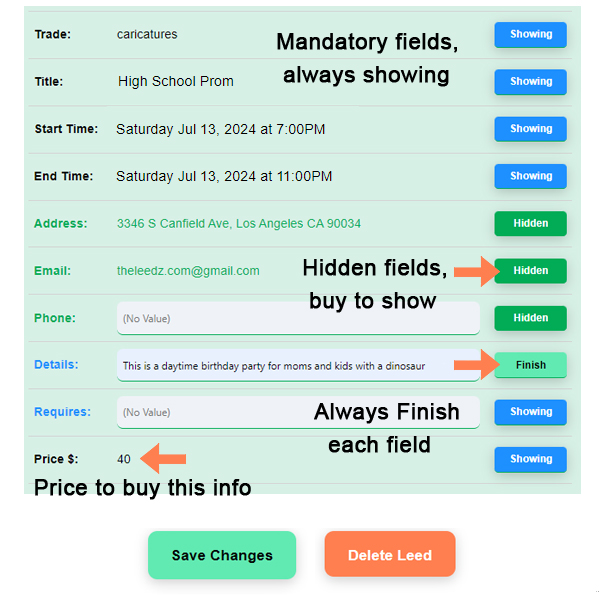 Trade: caricatures Showing
Mandatory fields,
always showing
Title: High School Prom Showing
Start Time: Saturday Jul 13, 2024 at 7:00PM Showing
End Time: Saturday Jul 13, 2024 at 11:00PM Showing
Address: 3346 S Canfield Ave, Los Angeles CA 90034 Hidden
Email: theleedz.com@gmail.com Hidden
Hidden fields,
buy to show
Phone: (No Value) Hidden
Details: This is a daytime birthday party for moms and kids with a dinosaur Finish
Requires: (No Value) Showing
Always Finish
each field
Price $: 40 Showing
Price to buy this info
Save Changes Delete Leed